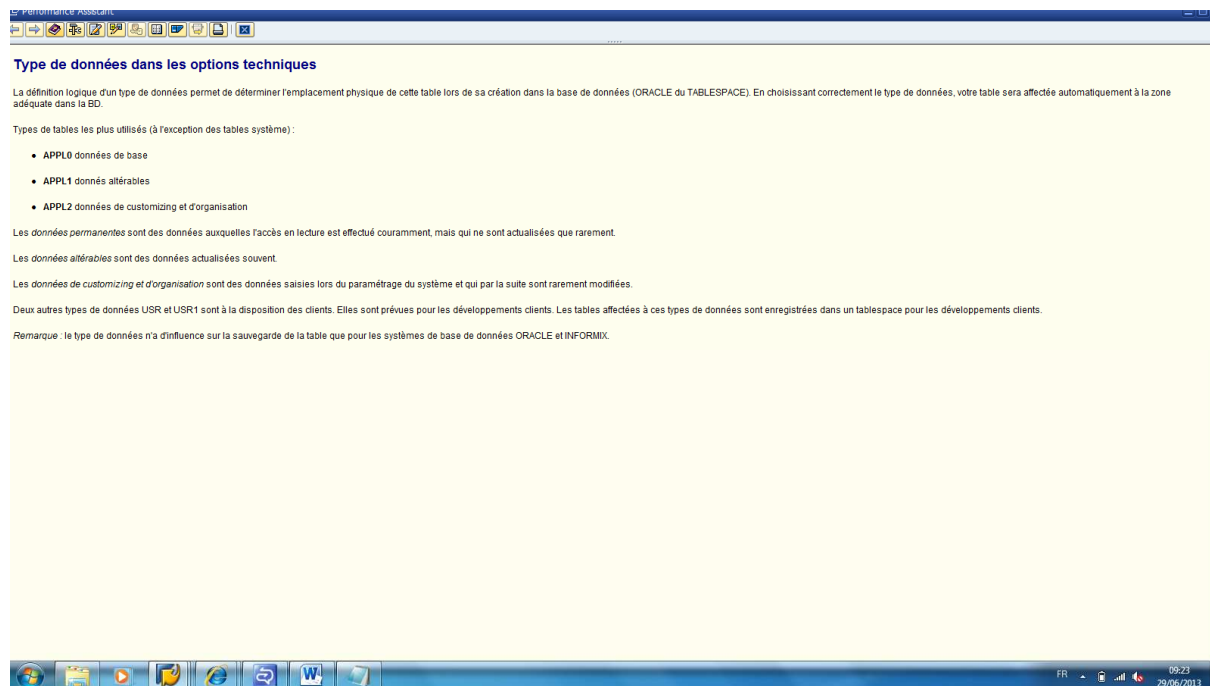 Performance Assistant
Type de données dans les options techniques
La définition logique d'un type de données permet de déterminer l'emplacement physique de cette table lors de sa création dans la base de données (ORACLE du TABLESPACE). En choisissant correctement le type de données, votre table sera affectée automatiquement à la zone
adéquate dans la BD.
Types de tables les plus utilisés (à l'exception des tables système) :
• APPL0 données de base
• APPL1 donnés altérables
• APPL2 données de customizing et d'organisation
Les données permanentes sont des données auxquelles l'accès en lecture est effectué couramment, mais qui ne sont actualisées que rarement.
Les données altérables sont des données actualisées souvent.
Les données de customizing et d'organisation sont des données saisies lors du paramétrage du système et qui par la suite sont rarement modifiées.
Deux autres types de données USR et USR1 sont à la disposition des clients. Elles sont prévues pour les développements clients. Les tables affectées à ces types de données sont enregistrées dans un tablespace pour les développements clients.
Remarque : le type de données n'a d'influence sur la sauvegarde de la table que pour les systèmes de base de données ORACLE et INFORMIX.
FR
09:23
29/06/2013